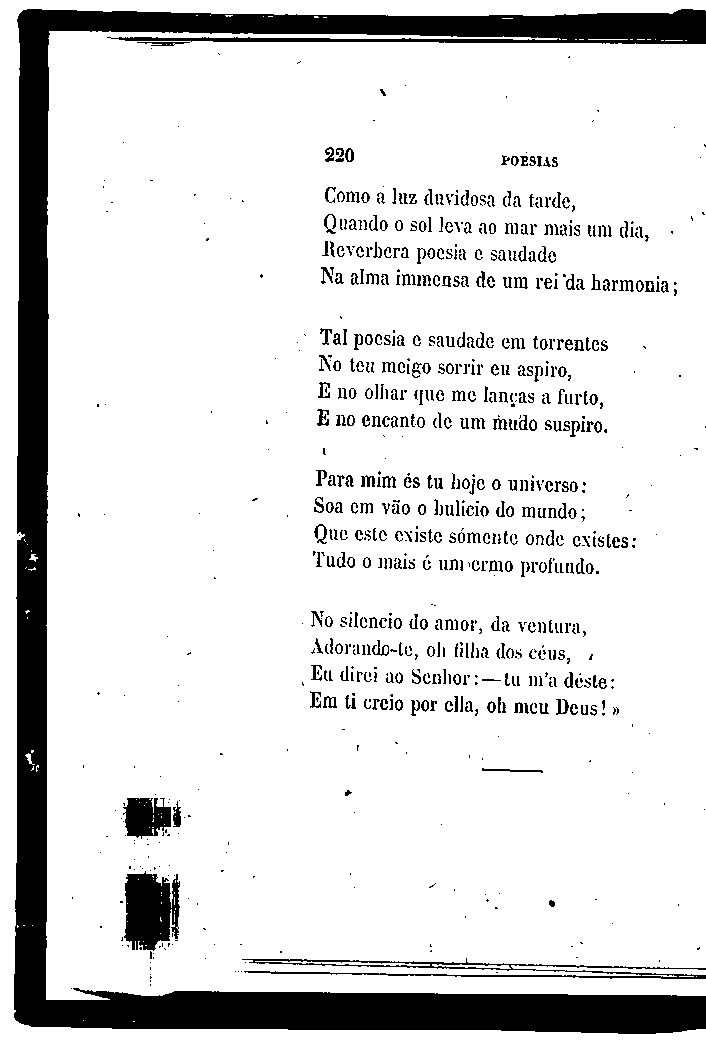 220 POESIAS
Como a luz duvidosa da tarde,
Quando o sol leva ao mar mais um dia,
Reverbera poesia e saudade
Na alma immensa de um rei da harmonia;
Tal poesia e saudade em torrentes
No teu meigo sorrir eu aspiro,
E no olhar que me lanças a furto,
E no encanto de um mudo suspiro.
Para mim és tu hoje o universo:
Soa em vão o bulicio do mundo;
Que este existe sómente onde existes:
Tudo o mais é um ermo profundo.
No silencio do amor, da ventura,
Adorando-te, oh filha dos céus,
Eu direi ao Senhor:—tu m'a déste:
Em ti creio por ella, oh meu Deus! »